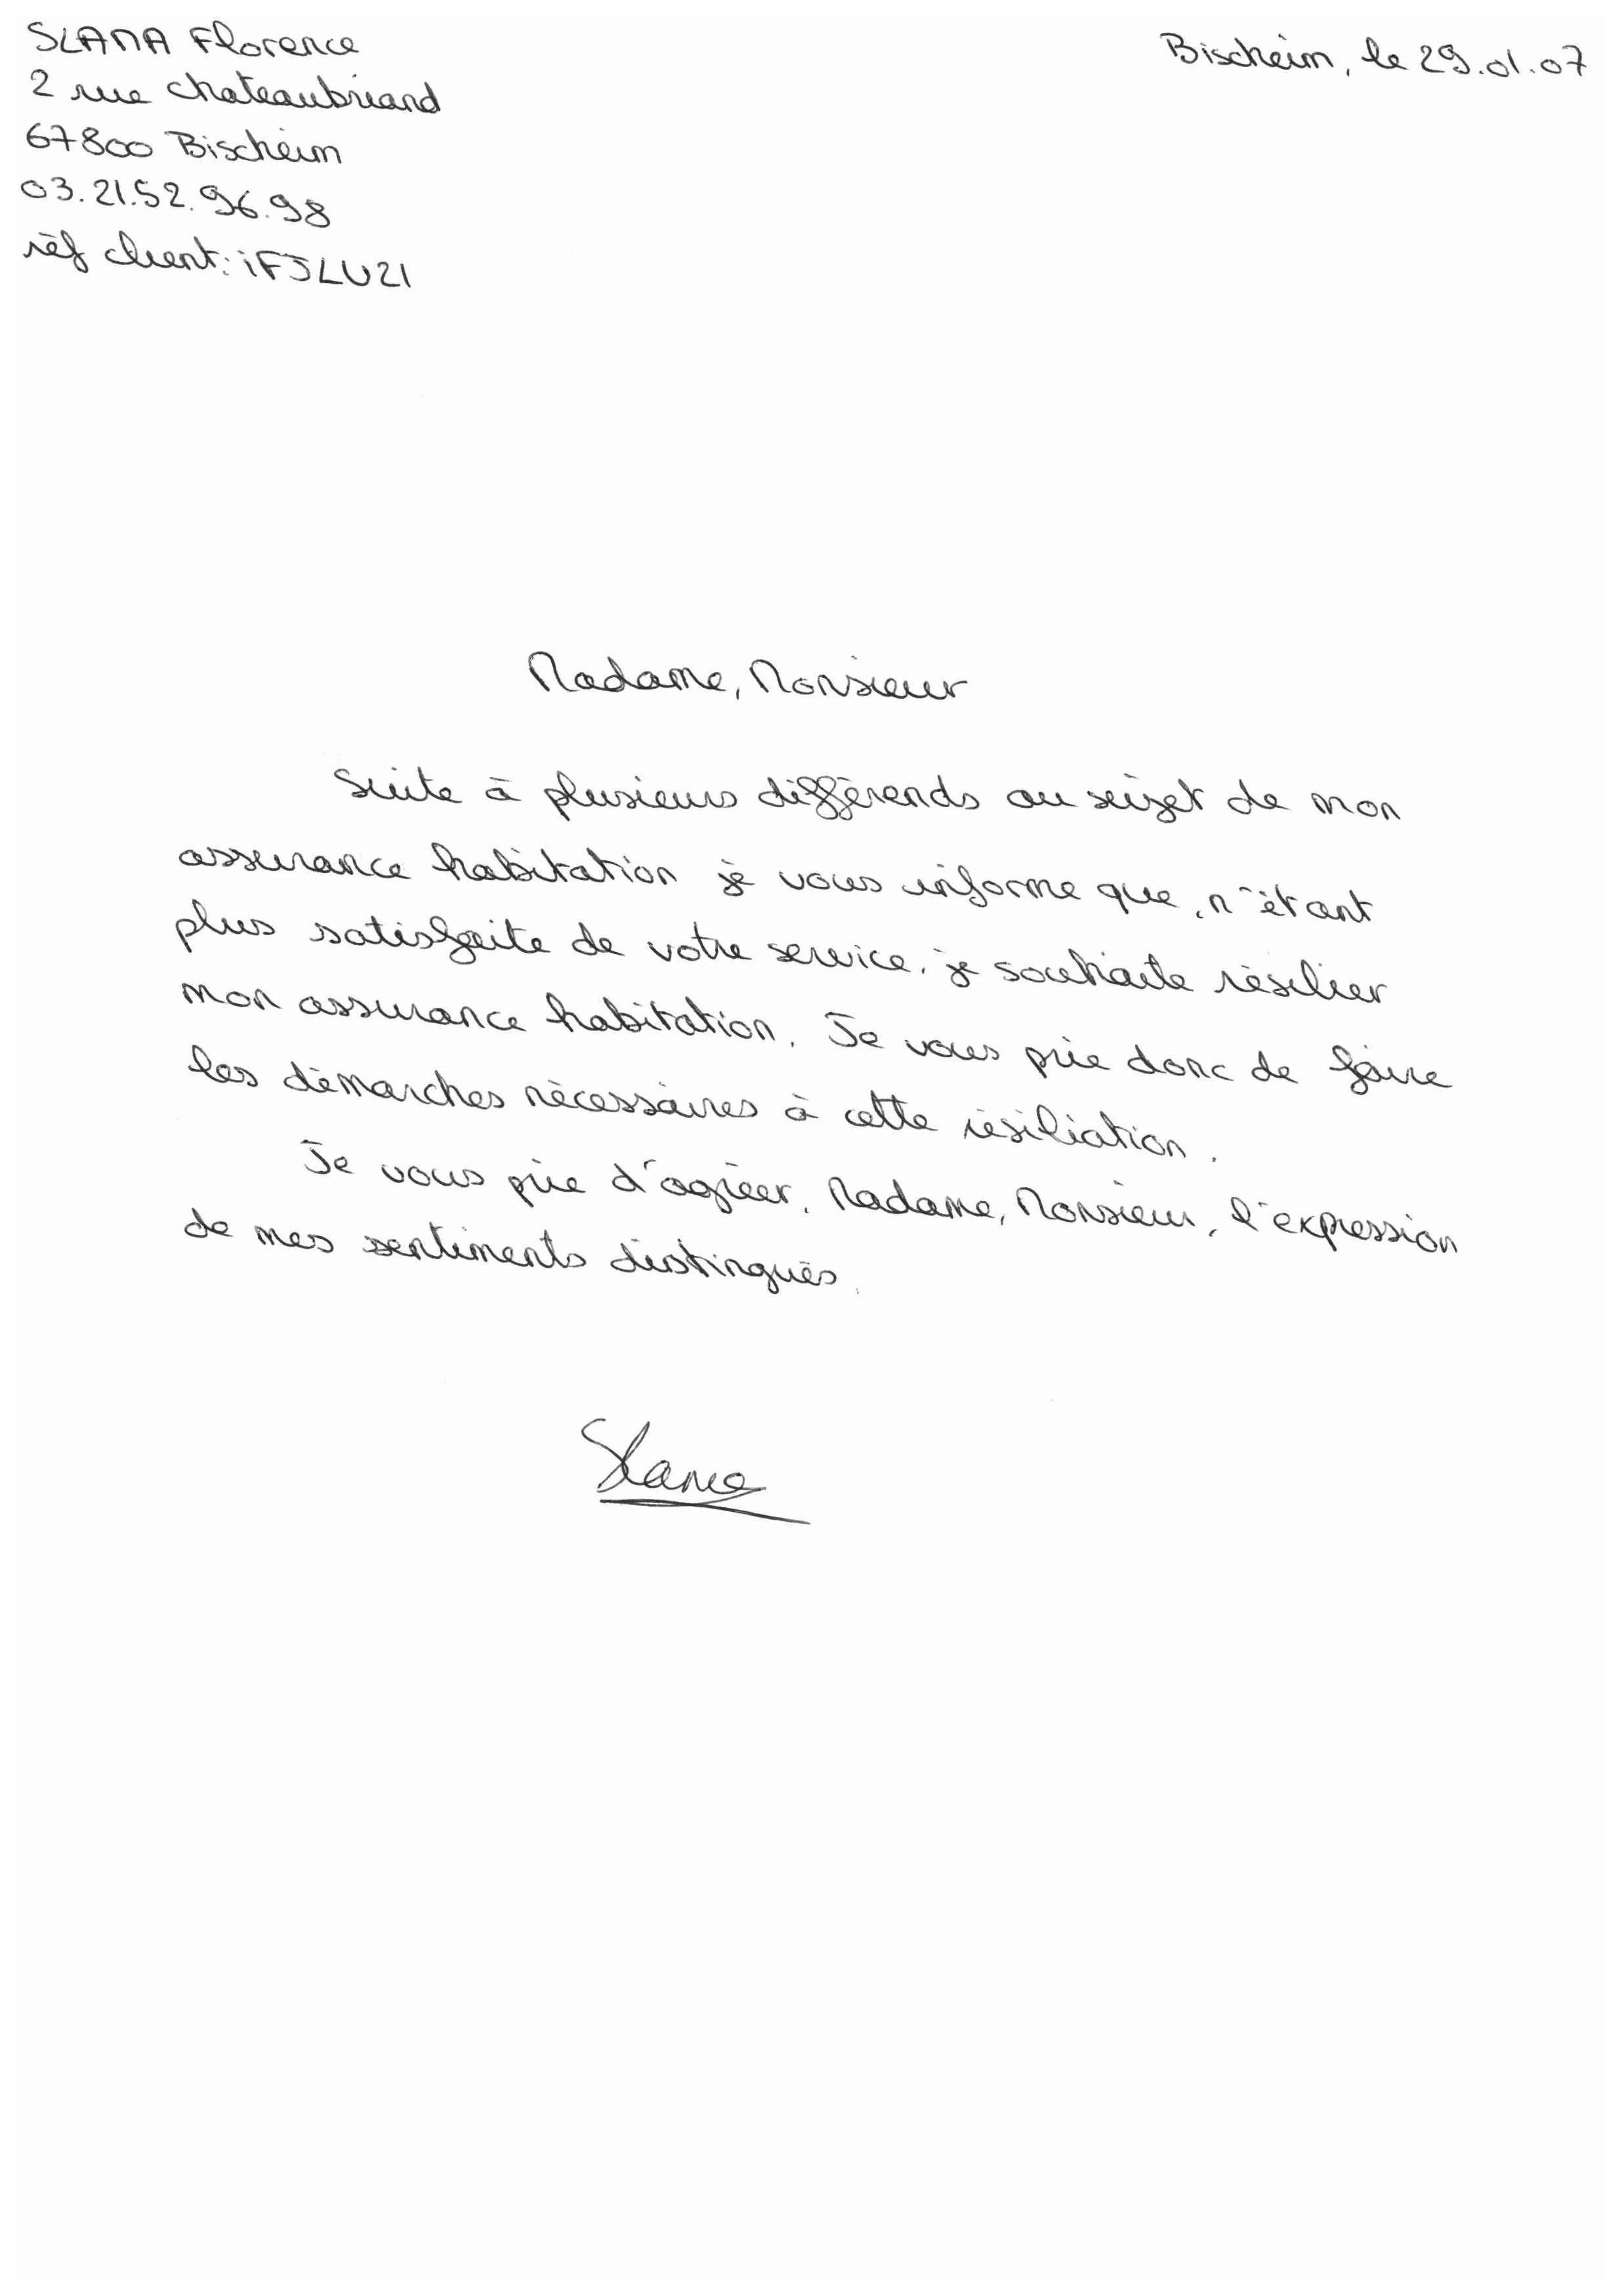 SLAMA Florence
Bischeim, le 29.01.07
2 rue chateaubriand
67800 Bischeim
03.21.52.96.98
réf client: iFJLU21
Madame, Monsieur
Suite à plusieurs différends au sujet de mon
assurance habitation je vous informe que, n'étant
plus satisfaite de votre service, je souhaite résilier
mon assurance habitation. Je vous prie donc de faire
les démarches nécessaires à cette résiliation.
Je vous prie d'agréer, Madame, Monsieur, l'expression
de mes sentiments distingués.
Slama